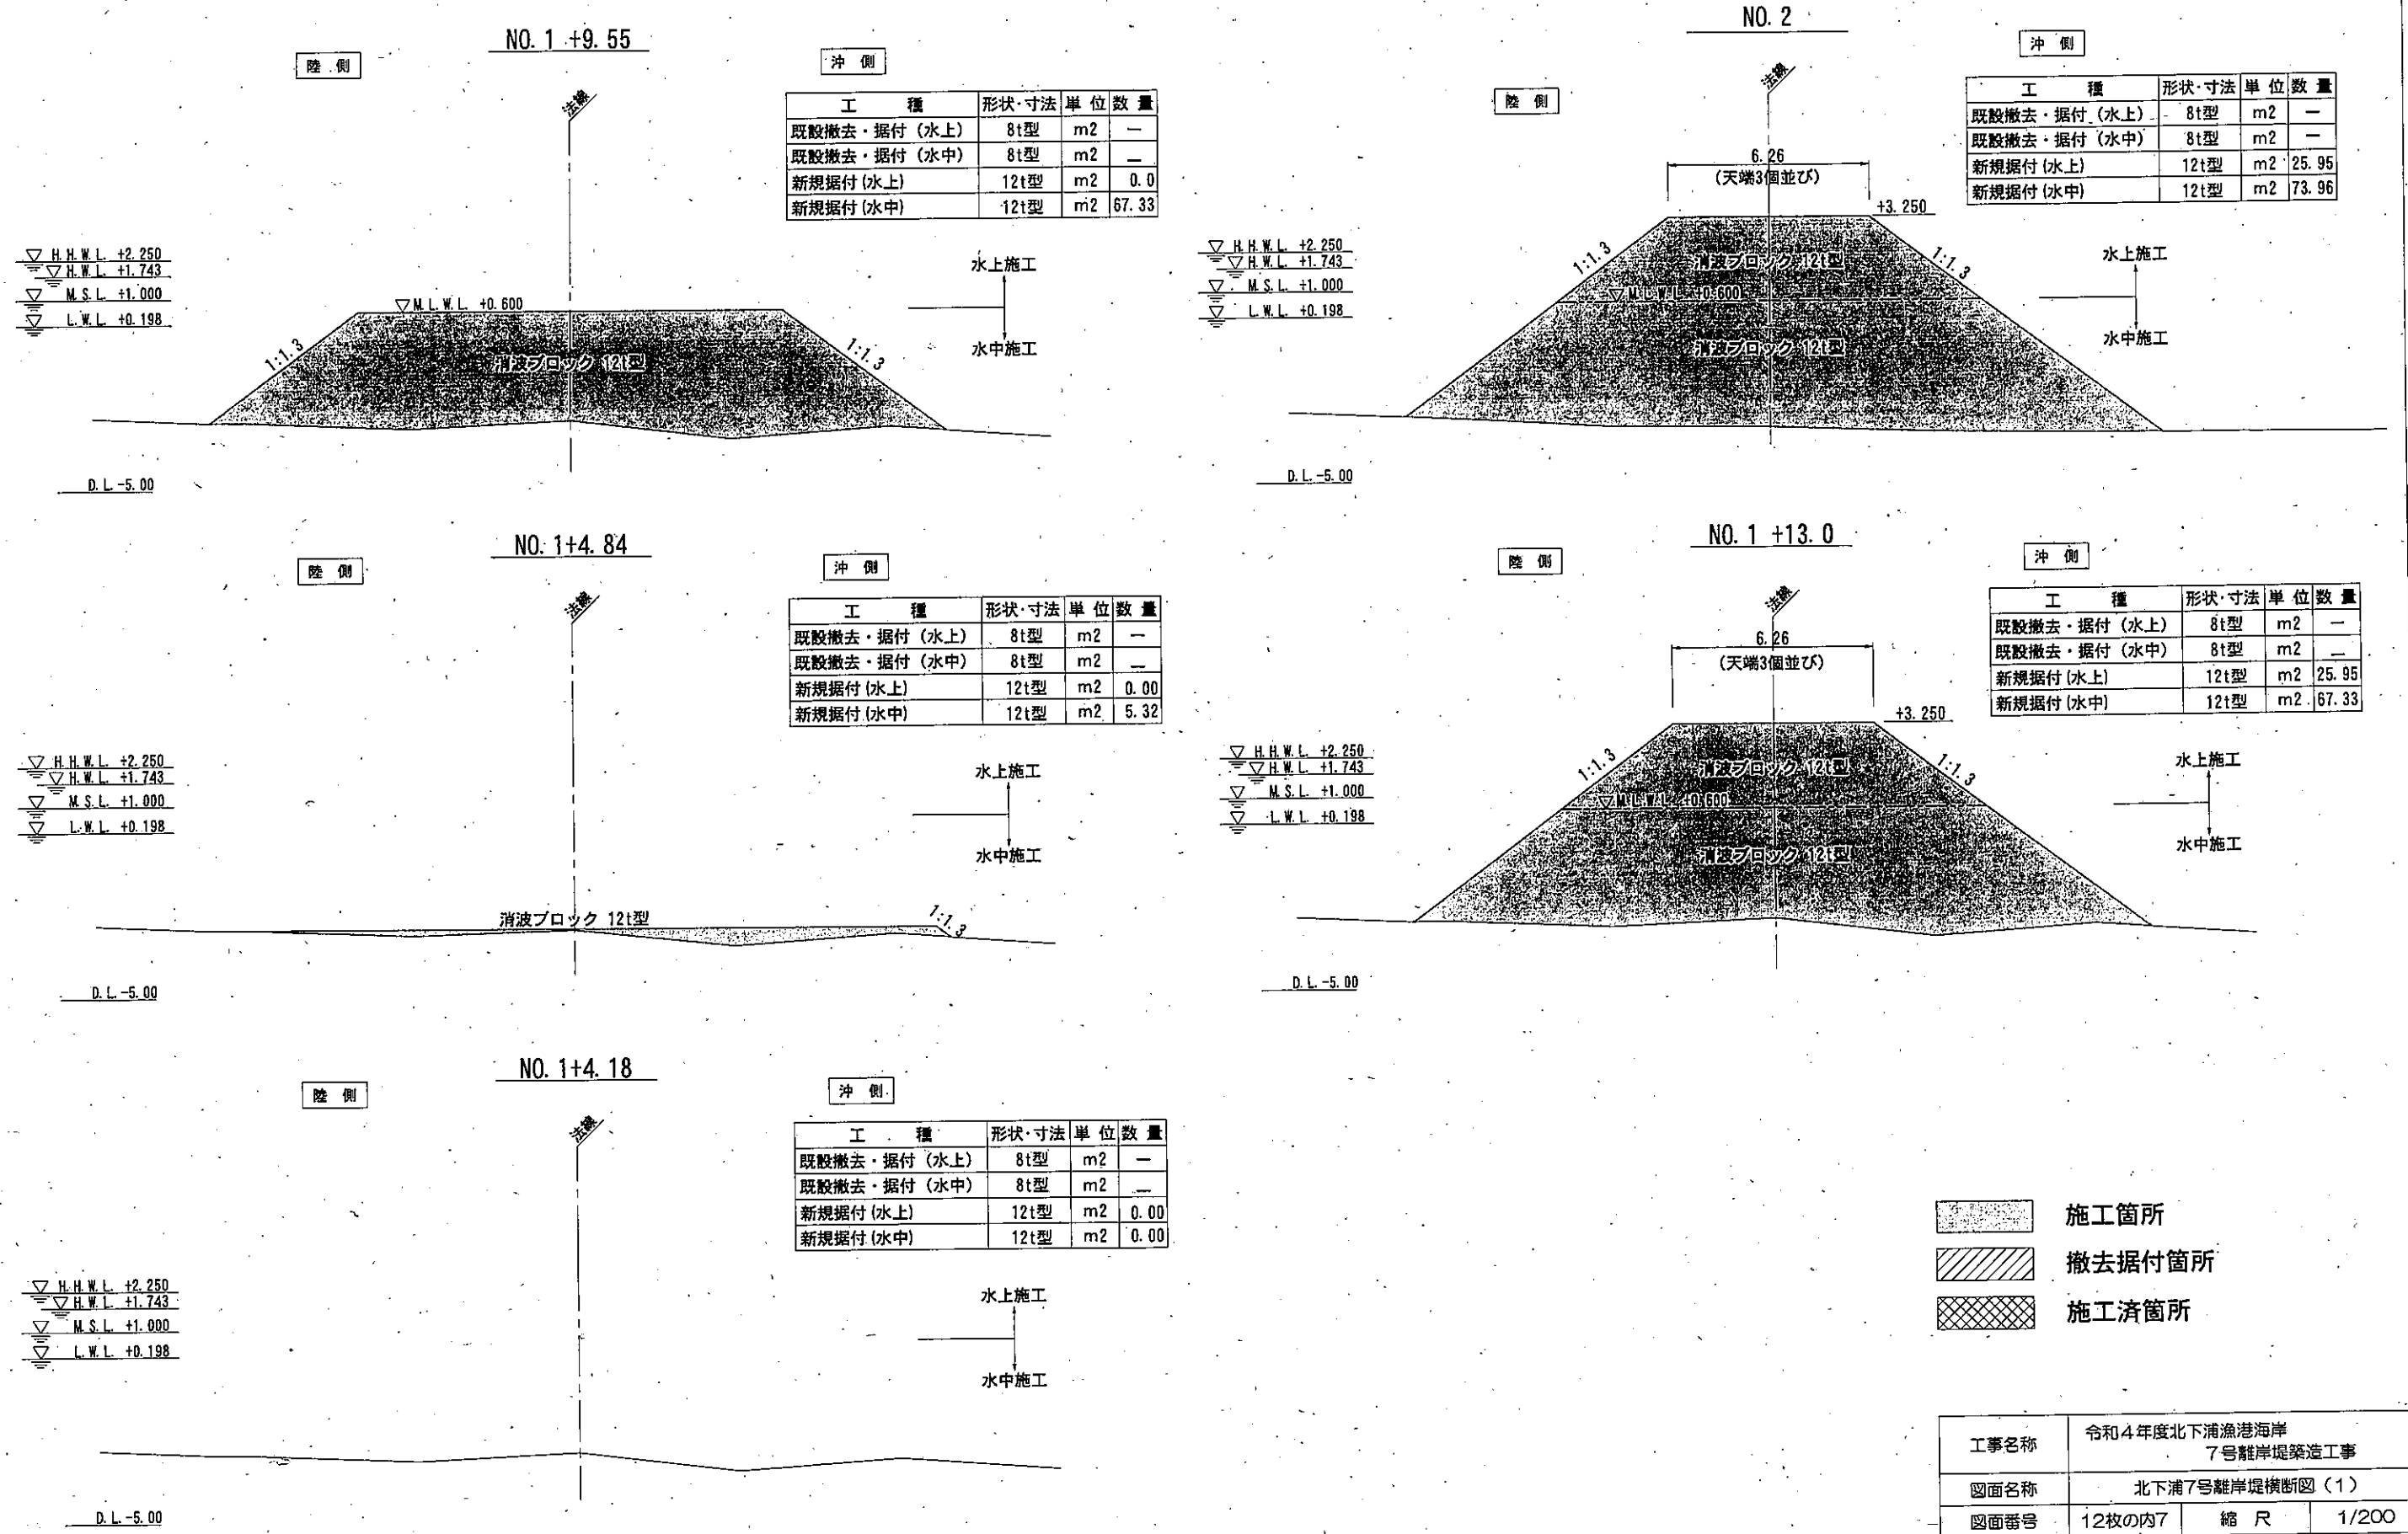 NO. 1 +9.55
陸 側
沖 側
法線
工 種 形状・寸法 単 位 数 量
既設撤去・据付 (水上) 8t型 m2 —
既設撤去・据付 (水中) 8t型 m2 —
新規据付 (水上) 12t型 m2 0.0
新規据付 (水中) 12t型 m2 67.33
H.H.W.L. +2.250
H.W.L. +1.743
M.S.L. +1.000
L.W.L. +0.198
M.L.W.L. +0.600
水上施工
水中施工
1:1.3
消波ブロック 12t型
1:1.3
D.L.-5.00
NO. 2
陸 側
沖 側
法線
工 種 形状・寸法 単 位 数 量
既設撤去・据付 (水上) 8t型 m2 —
既設撤去・据付 (水中) 8t型 m2 —
新規据付 (水上) 12t型 m2 25.95
新規据付 (水中) 12t型 m2 73.96
6.26
(天端3個並び)
+3.250
H.H.W.L. +2.250
H.W.L. +1.743
M.S.L. +1.000
L.W.L. +0.198
1:1.3
消波ブロック 12t型
1:1.3
M.L.W.L. +0.600
消波ブロック 12t型
水上施工
水中施工
D.L.-5.00
NO. 1+4.84
陸 側
沖 側
法線
工 種 形状・寸法 単 位 数 量
既設撤去・据付 (水上) 8t型 m2 —
既設撤去・据付 (水中) 8t型 m2 —
新規据付 (水上) 12t型 m2 0.00
新規据付 (水中) 12t型 m2 5.32
H.H.W.L. +2.250
H.W.L. +1.743
M.S.L. +1.000
L.W.L. +0.198
水上施工
水中施工
消波ブロック 12t型
1:1.3
D.L.-5.00
NO. 1 +13.0
陸 側
沖 側
法線
工 種 形状・寸法 単 位 数 量
既設撤去・据付 (水上) 8t型 m2 —
既設撤去・据付 (水中) 8t型 m2 —
新規据付 (水上) 12t型 m2 25.95
新規据付 (水中) 12t型 m2 67.33
6.26
(天端3個並び)
+3.250
H.H.W.L. +2.250
H.W.L. +1.743
M.S.L. +1.000
L.W.L. +0.198
1:1.3
消波ブロック 12t型
1:1.3
M.L.W.L. +0.600
消波ブロック 12t型
水上施工
水中施工
D.L.-5.00
NO. 1+4.18
陸 側
沖 側
法線
工 種 形状・寸法 単 位 数 量
既設撤去・据付 (水上) 8t型 m2 —
既設撤去・据付 (水中) 8t型 m2 —
新規据付 (水上) 12t型 m2 0.00
新規据付 (水中) 12t型 m2 0.00
H.H.W.L. +2.250
H.W.L. +1.743
M.S.L. +1.000
L.W.L. +0.198
水上施工
水中施工
D.L.-5.00
施工箇所
撤去据付箇所
施工済箇所
工事名称 令和4年度北下浦漁港海岸
7号離岸堤築造工事
図面名称 北下浦7号離岸堤横断図(1)
図面番号 12枚の内7 縮 尺 1/200